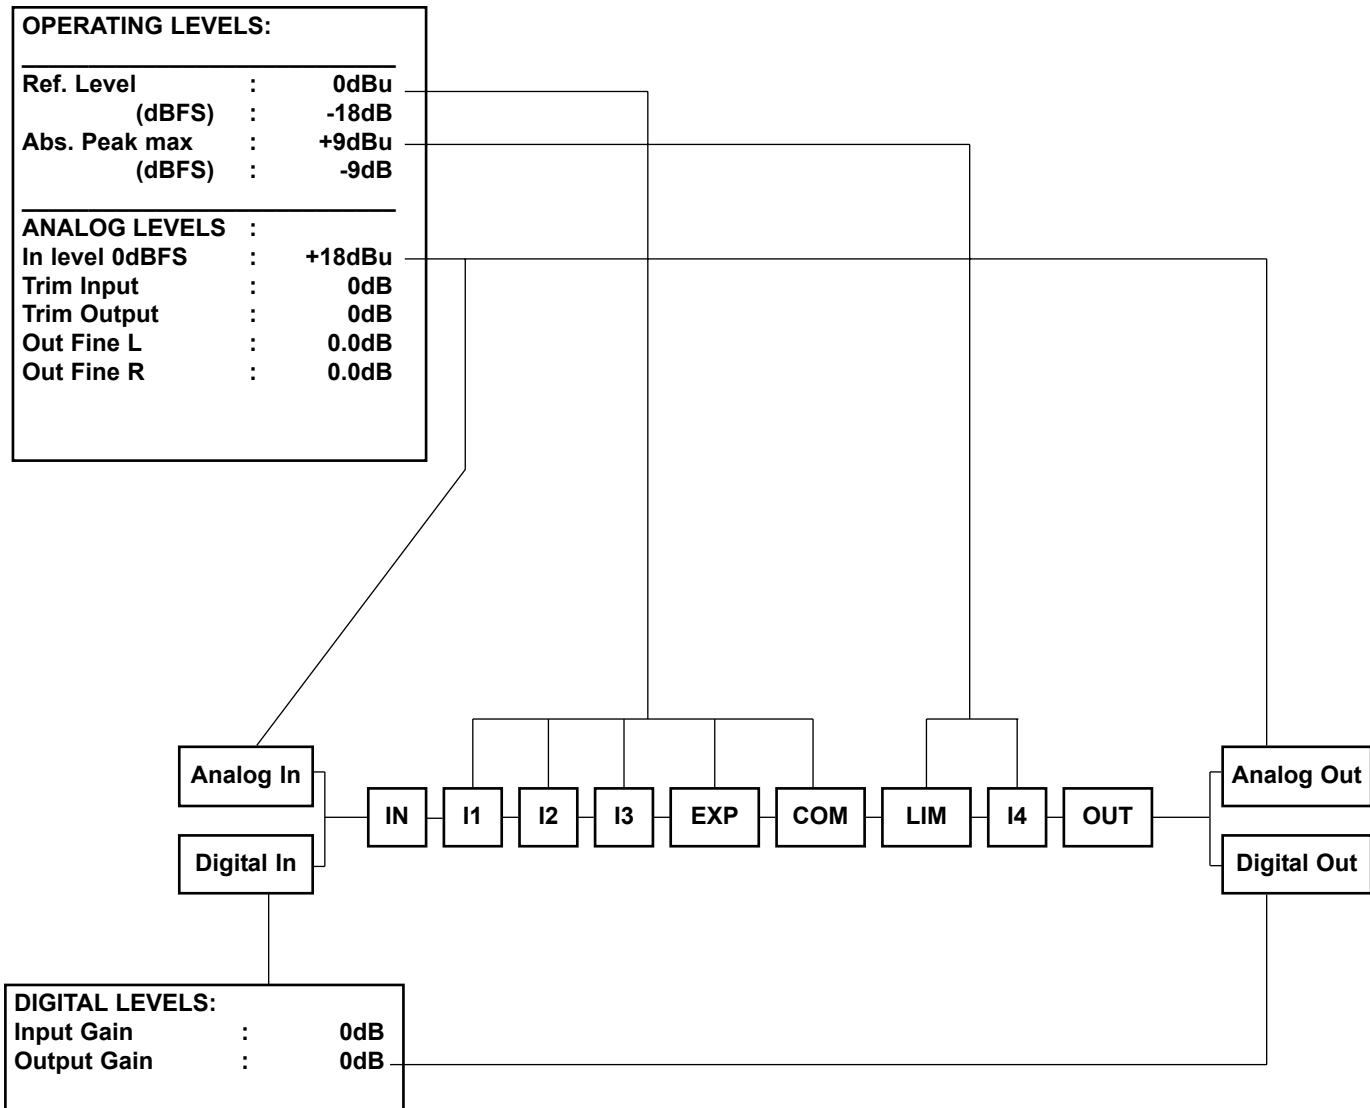 OPERATING LEVELS:
Ref. Level : 0dBu
(dBFS) : -18dB
Abs. Peak max : +9dBu
(dBFS) : -9dB
ANALOG LEVELS :
In level 0dBFS : +18dBu
Trim Input : 0dB
Trim Output : 0dB
Out Fine L : 0.0dB
Out Fine R : 0.0dB
Analog In
Analog Out
IN I1 I2 I3 EXP COM LIM I4 OUT
Digital In
Digital Out
DIGITAL LEVELS:
Input Gain : 0dB
Output Gain : 0dB